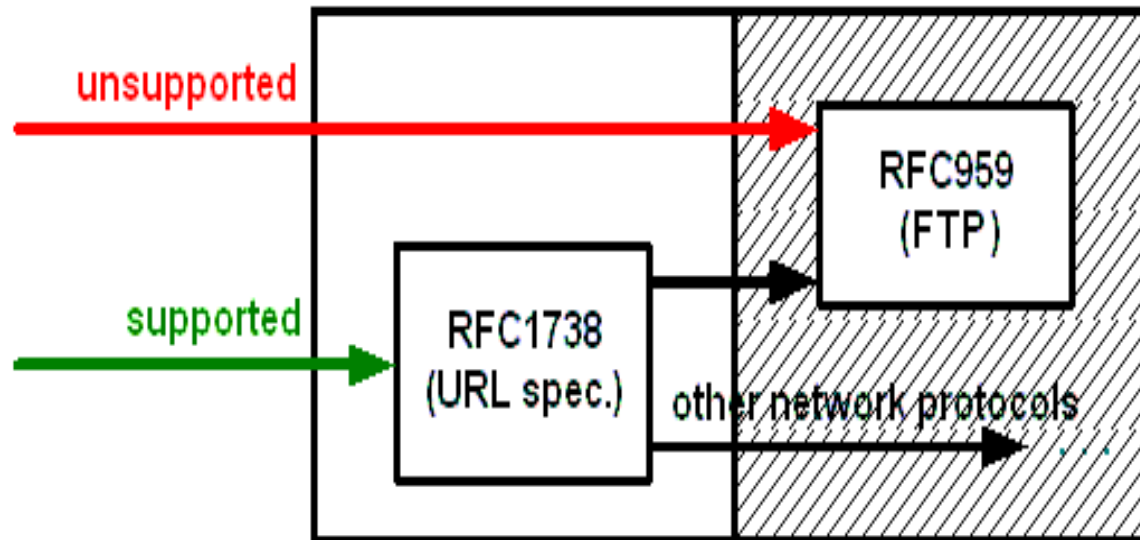 unsupported
RFC959
(FTP)
supported
RFC1738
(URL spec.)
other network protocols
...